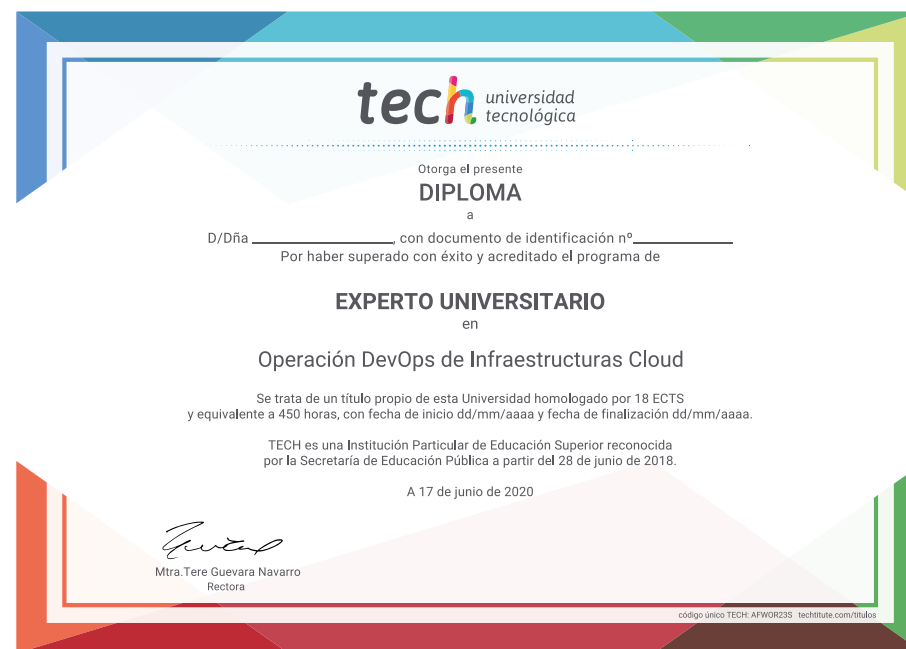 tech universidad
tecnológica
Otorga el presente
DIPLOMA
a
D/Dña ____________________, con documento de identificación nº______________
Por haber superado con éxito y acreditado el programa de
EXPERTO UNIVERSITARIO
en
Operación DevOps de Infraestructuras Cloud
Se trata de un título propio de esta Universidad homologado por 18 ECTS
y equivalente a 450 horas, con fecha de inicio dd/mm/aaaa y fecha de finalización dd/mm/aaaa.
TECH es una Institución Particular de Educación Superior reconocida
por la Secretaría de Educación Pública a partir del 28 de junio de 2018.
A 17 de junio de 2020
Mtra.Tere Guevara Navarro
Rectora
código único TECH: AFWOR23S techtitute.com/titulos